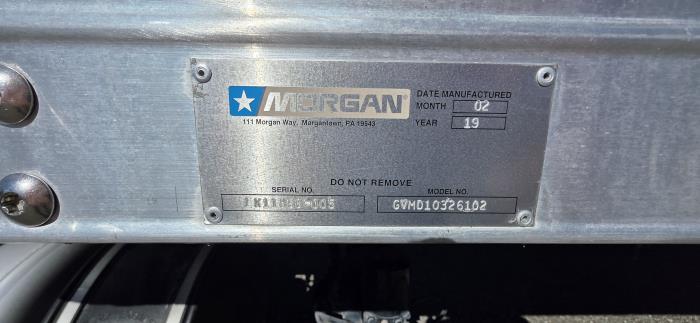 MORGAN
111 Morgan Way, Morgantown, PA 19543
DATE MANUFACTURED
MONTH 02
YEAR 19
DO NOT REMOVE
SERIAL NO.
MODEL NO.
GVMD10326102